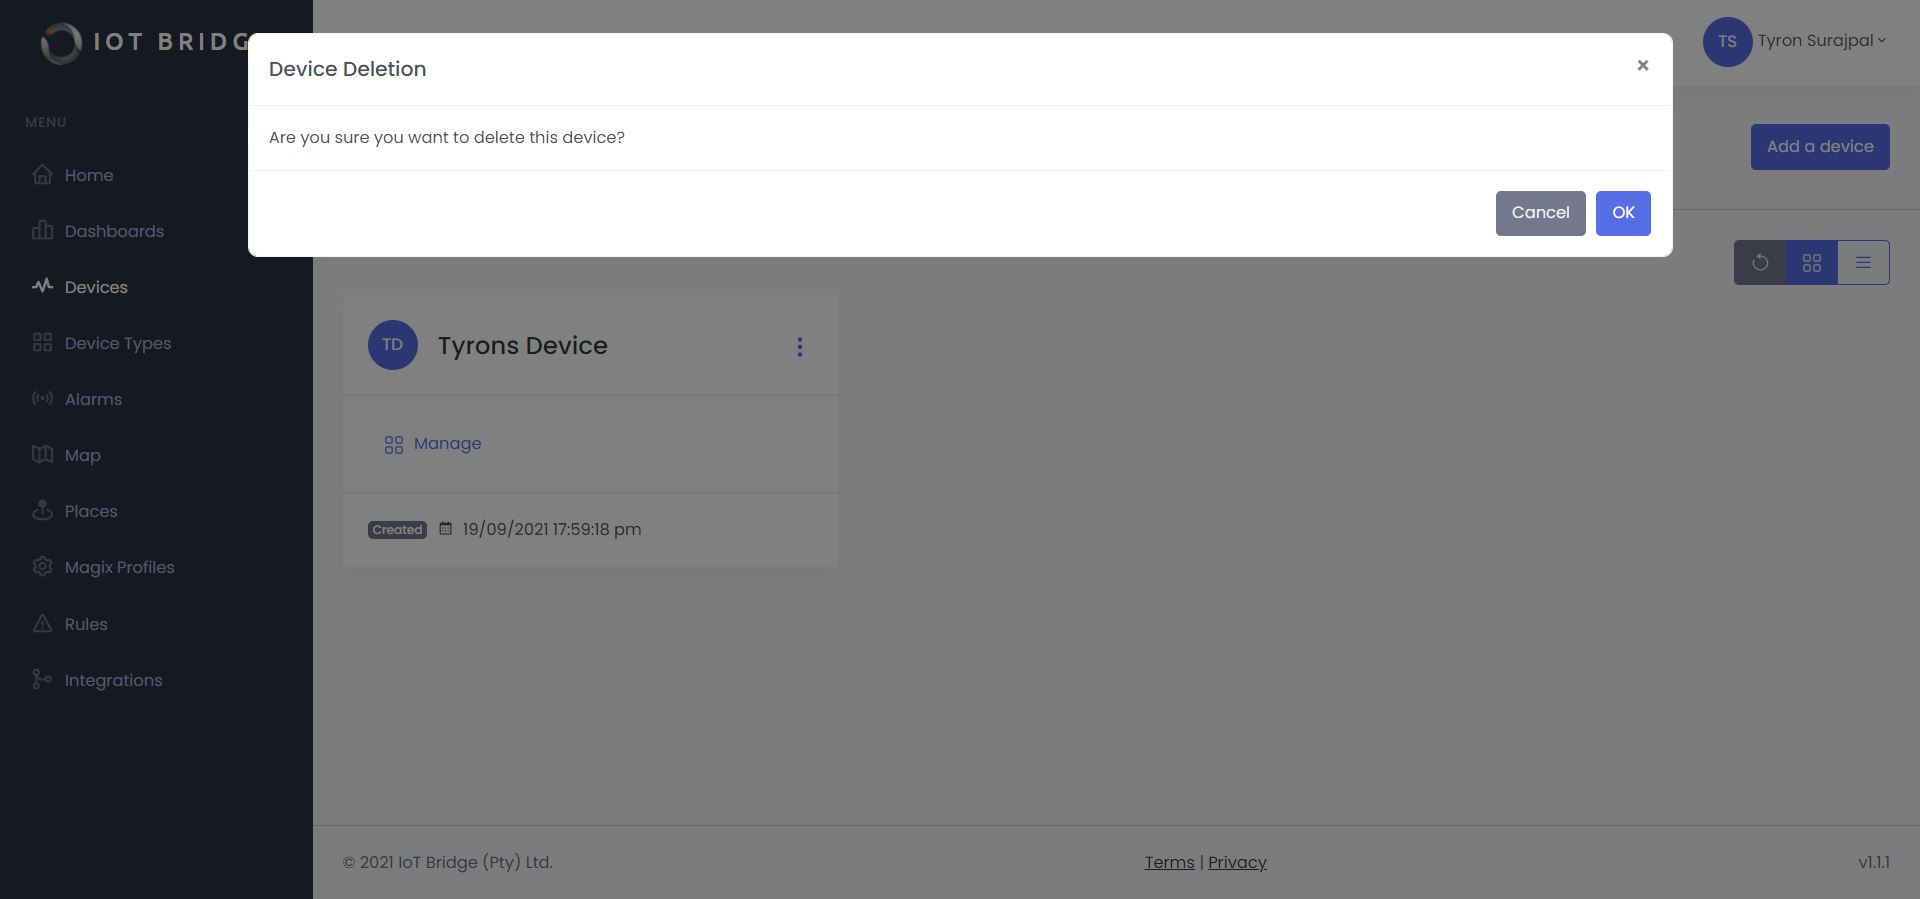 IOT BRIDG
MENU
Home
Dashboards
Devices
Device Types
Alarms
Map
Places
Magix Profiles
Rules
Integrations
TS Tyron Surajpal
Device Deletion
×
Are you sure you want to delete this device?
Cancel OK
Add a device
TD Tyrons Device
Manage
Created 19/09/2021 17:59:18 pm
© 2021 IoT Bridge (Pty) Ltd.
Terms | Privacy
v1.1.1